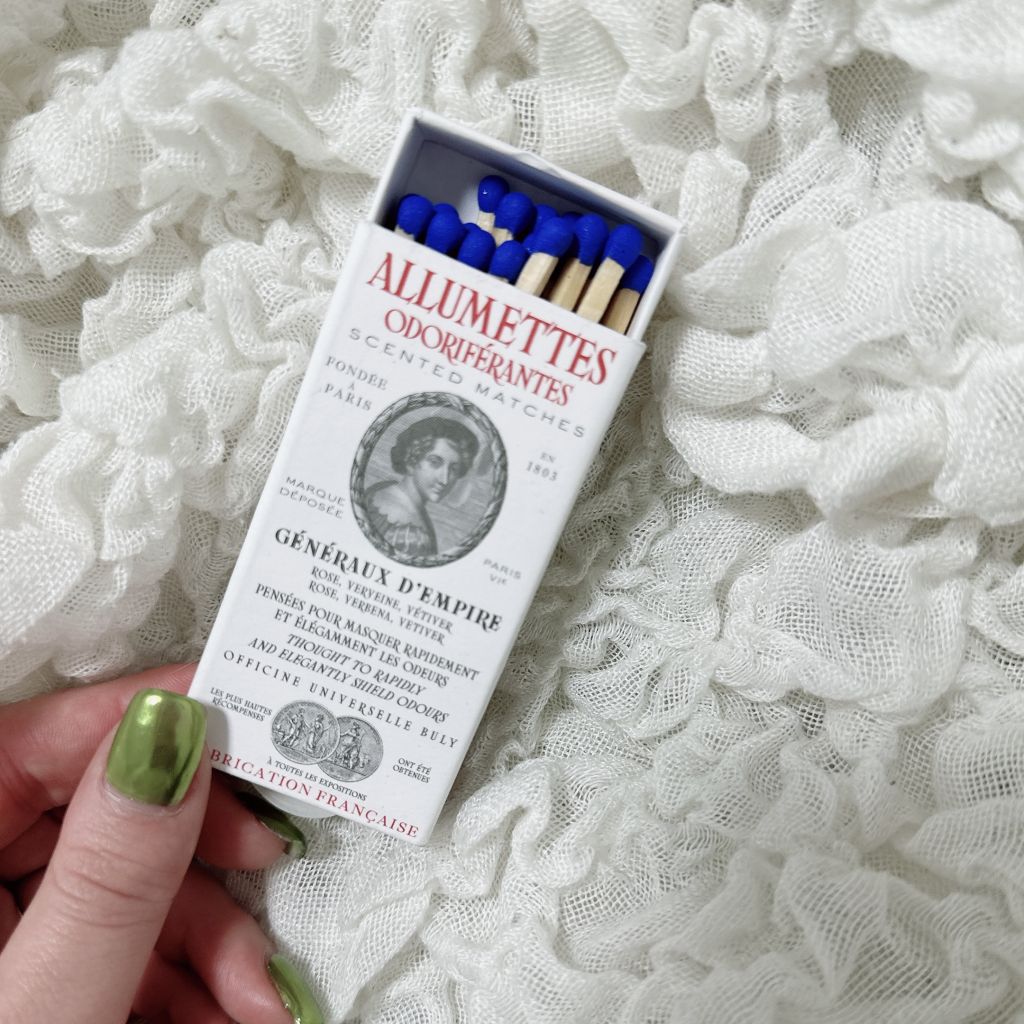 ALLUMETTES
ODORIFÉRANTES
SCENTED MATCHES
FONDÉE
À
PARIS
EN
1803
MARQUE
DÉPOSÉE
PARIS
VIE
GÉNÉRAUX D'EMPIRE
ROSE, VERVEINE, VÉTIVER
ROSE, VERBENA, VETIVER
PENSÉES POUR MASQUER RAPIDEMENT
ET ÉLÉGAMMENT LES ODEURS
THOUGHT TO RAPIDLY
AND ELEGANTLY SHIELD ODOURS
OFFICINE UNIVERSELLE BULY
LES PLUS HAUTES
RÉCOMPENSES
ONT ÉTÉ
OBTENUES
À TOUTES LES EXPOSITIONS
BRICATION FRANÇAISE